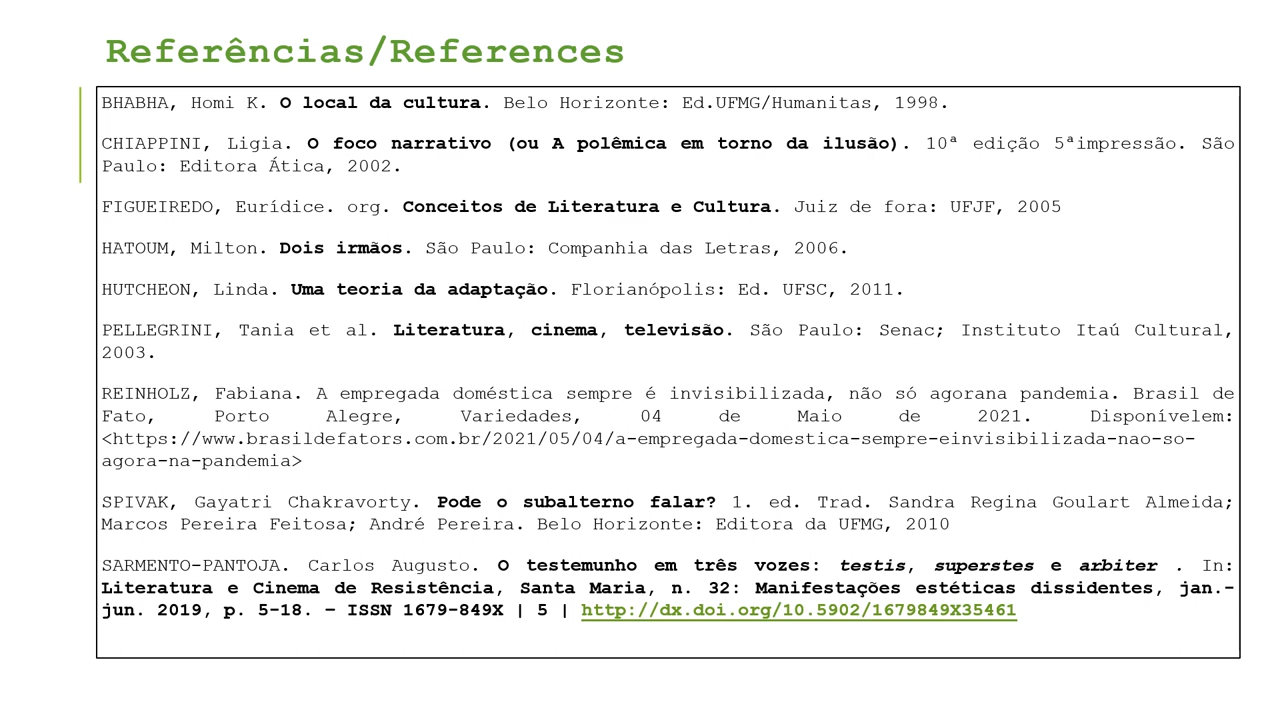 Referências/References
BHABHA, Homi K. O local da cultura. Belo Horizonte: Ed.UFMG/Humanitas, 1998.
CHIAPPINI, Ligia. O foco narrativo (ou A polêmica em torno da ilusão). 10ª edição 5ªimpressão. São
Paulo: Editora Ática, 2002.
FIGUEIREDO, Eurídice. org. Conceitos de Literatura e Cultura. Juiz de fora: UFJF, 2005
HATOUM, Milton. Dois irmãos. São Paulo: Companhia das Letras, 2006.
HUTCHEON, Linda. Uma teoria da adaptação. Florianópolis: Ed. UFSC, 2011.
PELLEGRINI, Tania et al. Literatura, cinema, televisão. São Paulo: Senac; Instituto Itaú Cultural,
2003.
REINHOLZ, Fabiana. A empregada doméstica sempre é invisibilizada, não só agorana pandemia. Brasil de
Fato, Porto Alegre, Variedades, 04 de Maio de 2021. Disponívelem:
<https://www.brasildefators.com.br/2021/05/04/a-empregada-domestica-sempre-einvisibilizada-nao-so-
agora-na-pandemia>
SPIVAK, Gayatri Chakravorty. Pode o subalterno falar? 1. ed. Trad. Sandra Regina Goulart Almeida;
Marcos Pereira Feitosa; André Pereira. Belo Horizonte: Editora da UFMG, 2010
SARMENTO-PANTOJA. Carlos Augusto. O testemunho em três vozes: testis, superstes e arbiter . In:
Literatura e Cinema de Resistência, Santa Maria, n. 32: Manifestações estéticas dissidentes, jan.-
jun. 2019, p. 5-18. – ISSN 1679-849X | 5 | http://dx.doi.org/10.5902/1679849X35461